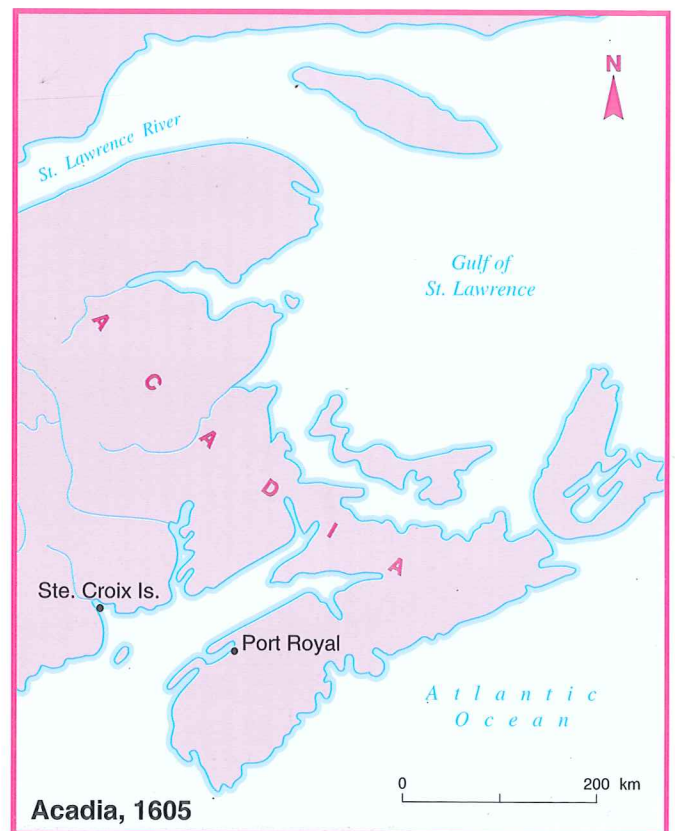 N
St. Lawrence River
Gulf of
St. Lawrence
ACADIA
Ste. Croix Is.
Port Royal
Atlantic
Ocean
0 200 km
Acadia, 1605